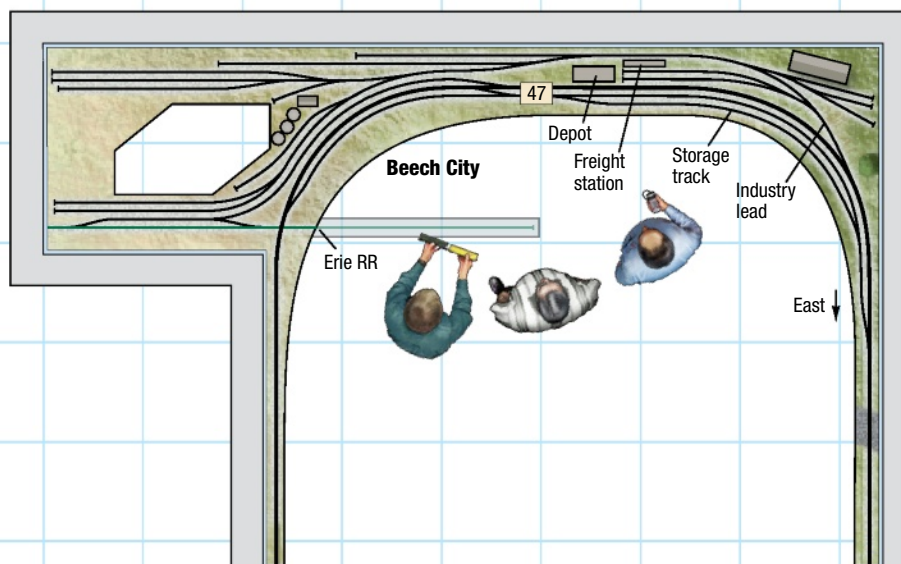 47
Depot
Beech City
Freight
station
Storage
track
Industry
lead
Erie RR
East